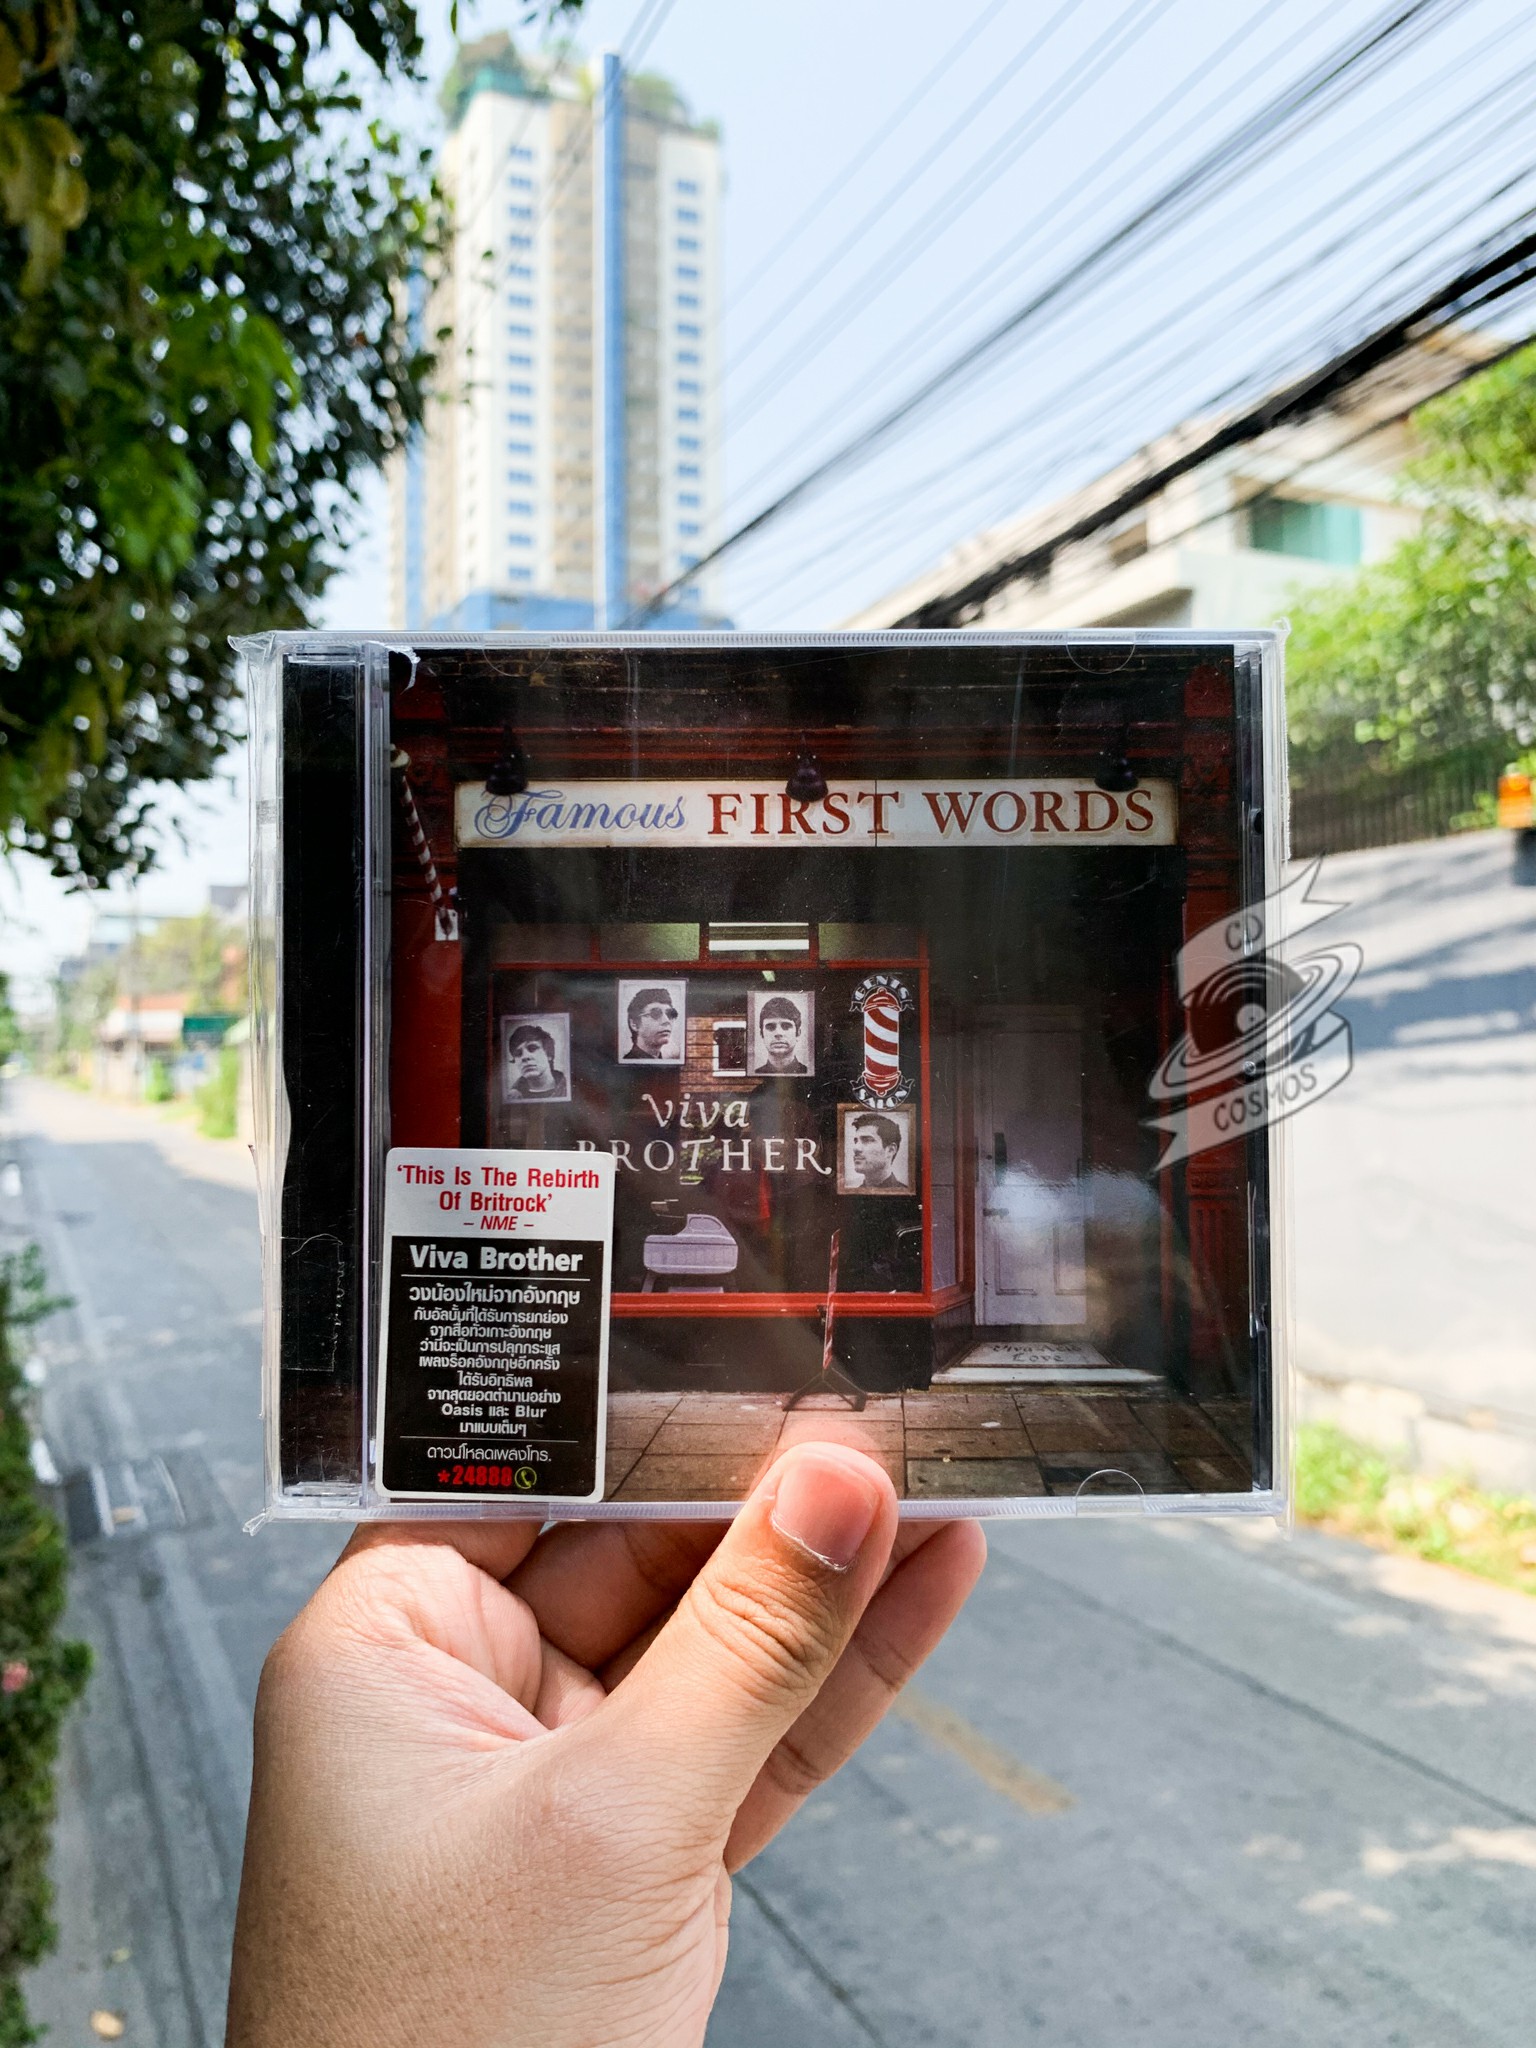 Famous FIRST WORDS
GENTS
SALON
viva
BROTHER
'This Is The Rebirth
Of Britrock'
– NME –
Viva Brother
วงน้องใหม่จากอังกฤษ
กับอัลบั้มที่ได้รับการยกย่อง
จากสื่อทั่วเกาะอังกฤษ
ว่านี่จะเป็นการปลุกกระแส
เพลงร็อคอังกฤษอีกครั้ง
ได้รับอิทธิพล
จากสุดยอดตำนานอย่าง
Oasis และ Blur
มาแบบเต็มๆ
ดาวน์โหลดเพลงโทร.
*24888
Love
CD
COSMOS